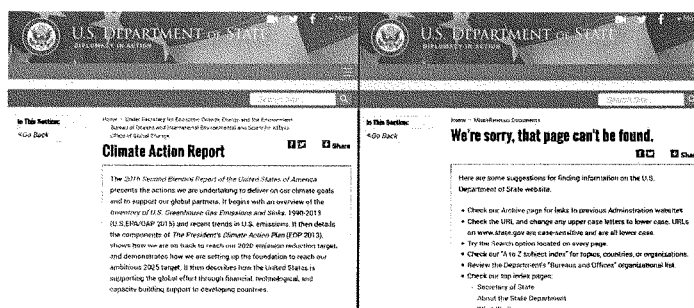 + More
U.S. DEPARTMENT OF STATE
DIPLOMACY IN ACTION
In This Section:
Home
Under Secretary for Economic Growth, Energy, and the Environment
Bureau of Oceans and International Environmental and Scientific Affairs
Office of Global Change
Go Back
Share
Climate Action Report
The 2016 Second Biennial Report of the United States of America
presents the actions we are undertaking to deliver on our climate goals
and to support our global partners. It begins with an overview of the
Inventory of U.S. Greenhouse Gas Emissions and Sinks, 1990-2013
(U.S.EPA/OAP 2015) and recent trends in U.S. emissions. It then details
the components of The President's Climate Action Plan (EOP 2013),
shows how we are on track to reach our 2020 emission reduction target,
and demonstrates how we are setting up the foundation to reach our
ambitious 2025 target. It then describes how the United States is
supporting the global effort through financial, technological, and
capacity building support to developing countries.
+ More
U.S. DEPARTMENT OF STATE
DIPLOMACY IN ACTION
In This Section:
Home > Miscellaneous Documents
Go Back
We're sorry, that page can't be found.
Share
Here are some suggestions for finding information on the U.S.
Department of State website.
Check our Archive page for links to previous Administration websites
Check the URL and change any upper case letters to lower case. URLs
on www.state.gov are case-sensitive and are all lower case.
Try the Search option located on every page.
Check our "A to Z subject index" for topics, countries, or organizations.
Review the Department's "Bureaus and Offices" organizational list.
Check our top index pages:
- Secretary of State
About the State Department